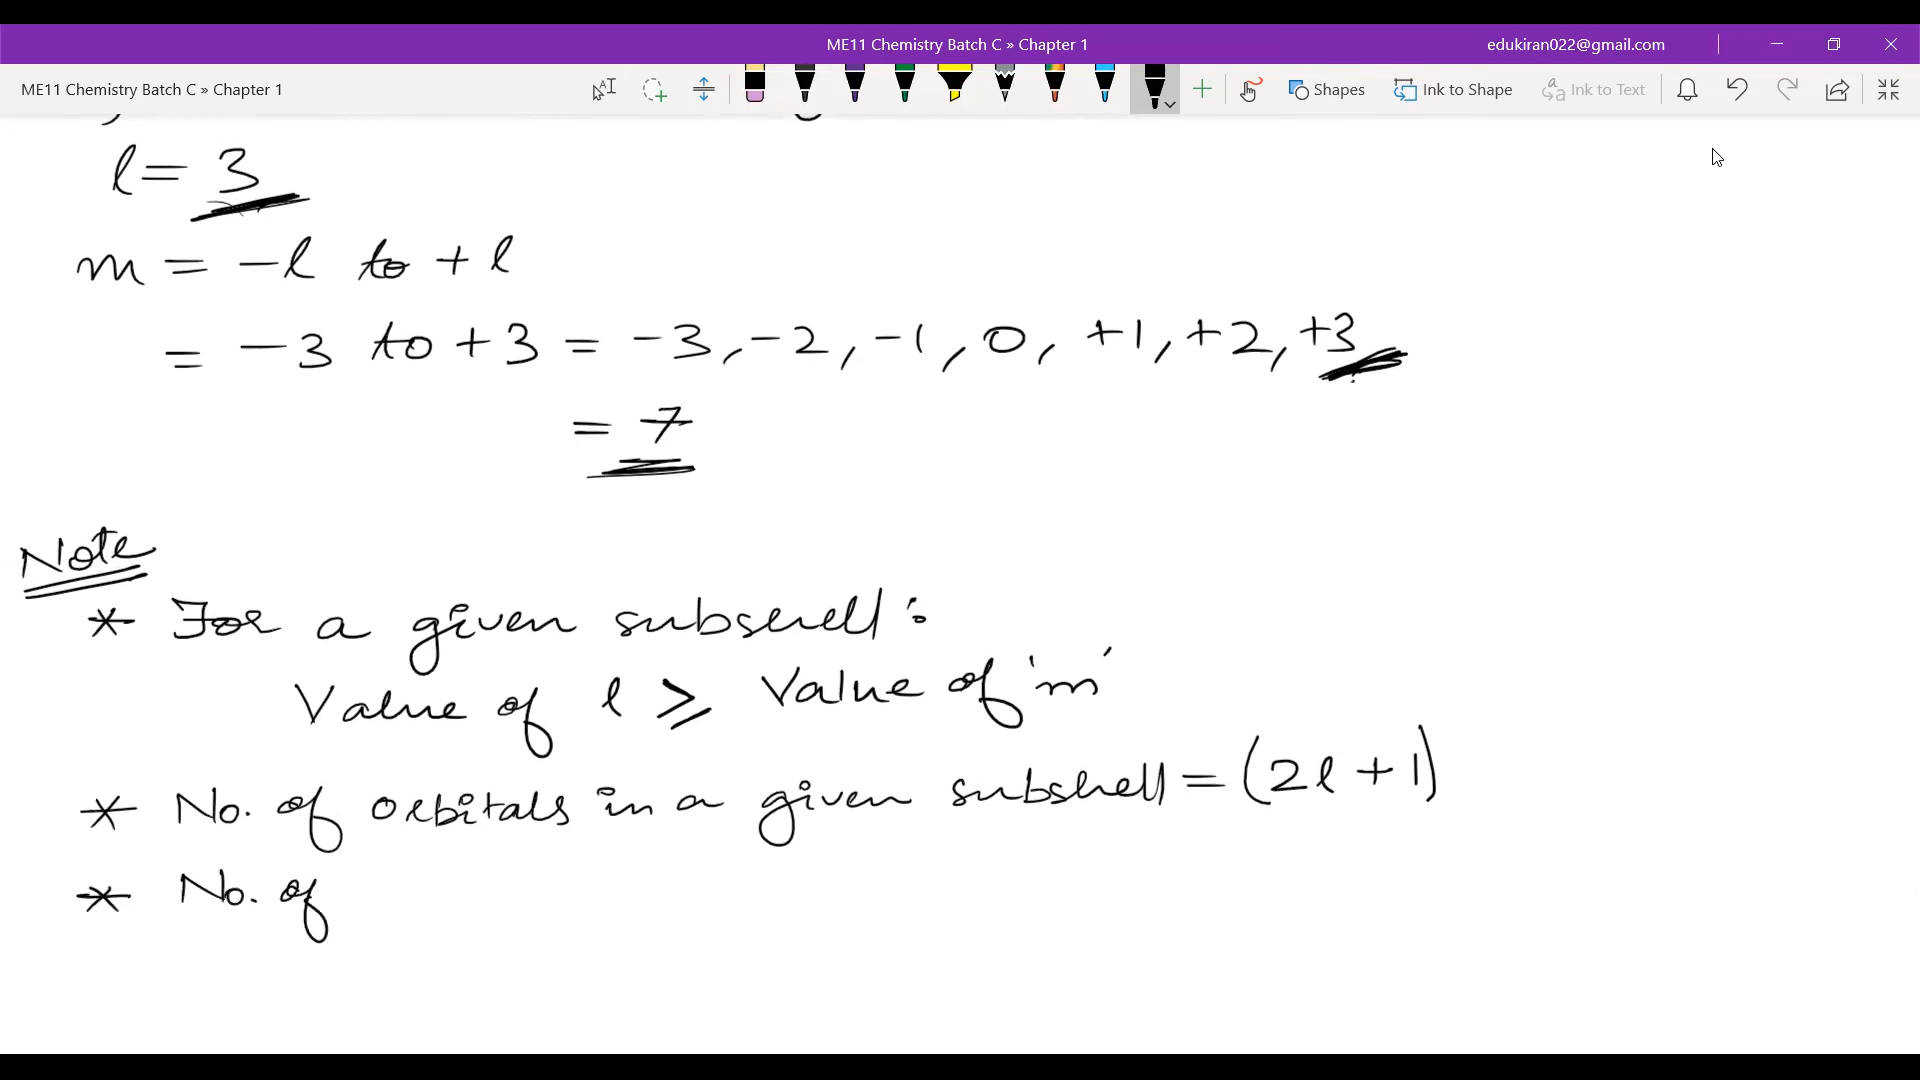 ME11 Chemistry Batch C » Chapter 1
edukiran022@gmail.com
ME11 Chemistry Batch C » Chapter 1
Shapes
Ink to Shape
Ink to Text
l = 3
m = -l to +l
= -3 to +3 = -3, -2, -1, 0, +1, +2, +3
= 7
Note
* For a given subshell :
Value of l ⩾ Value of 'm'
* No. of orbitals in a given subshell = (2l + 1)
* No. of